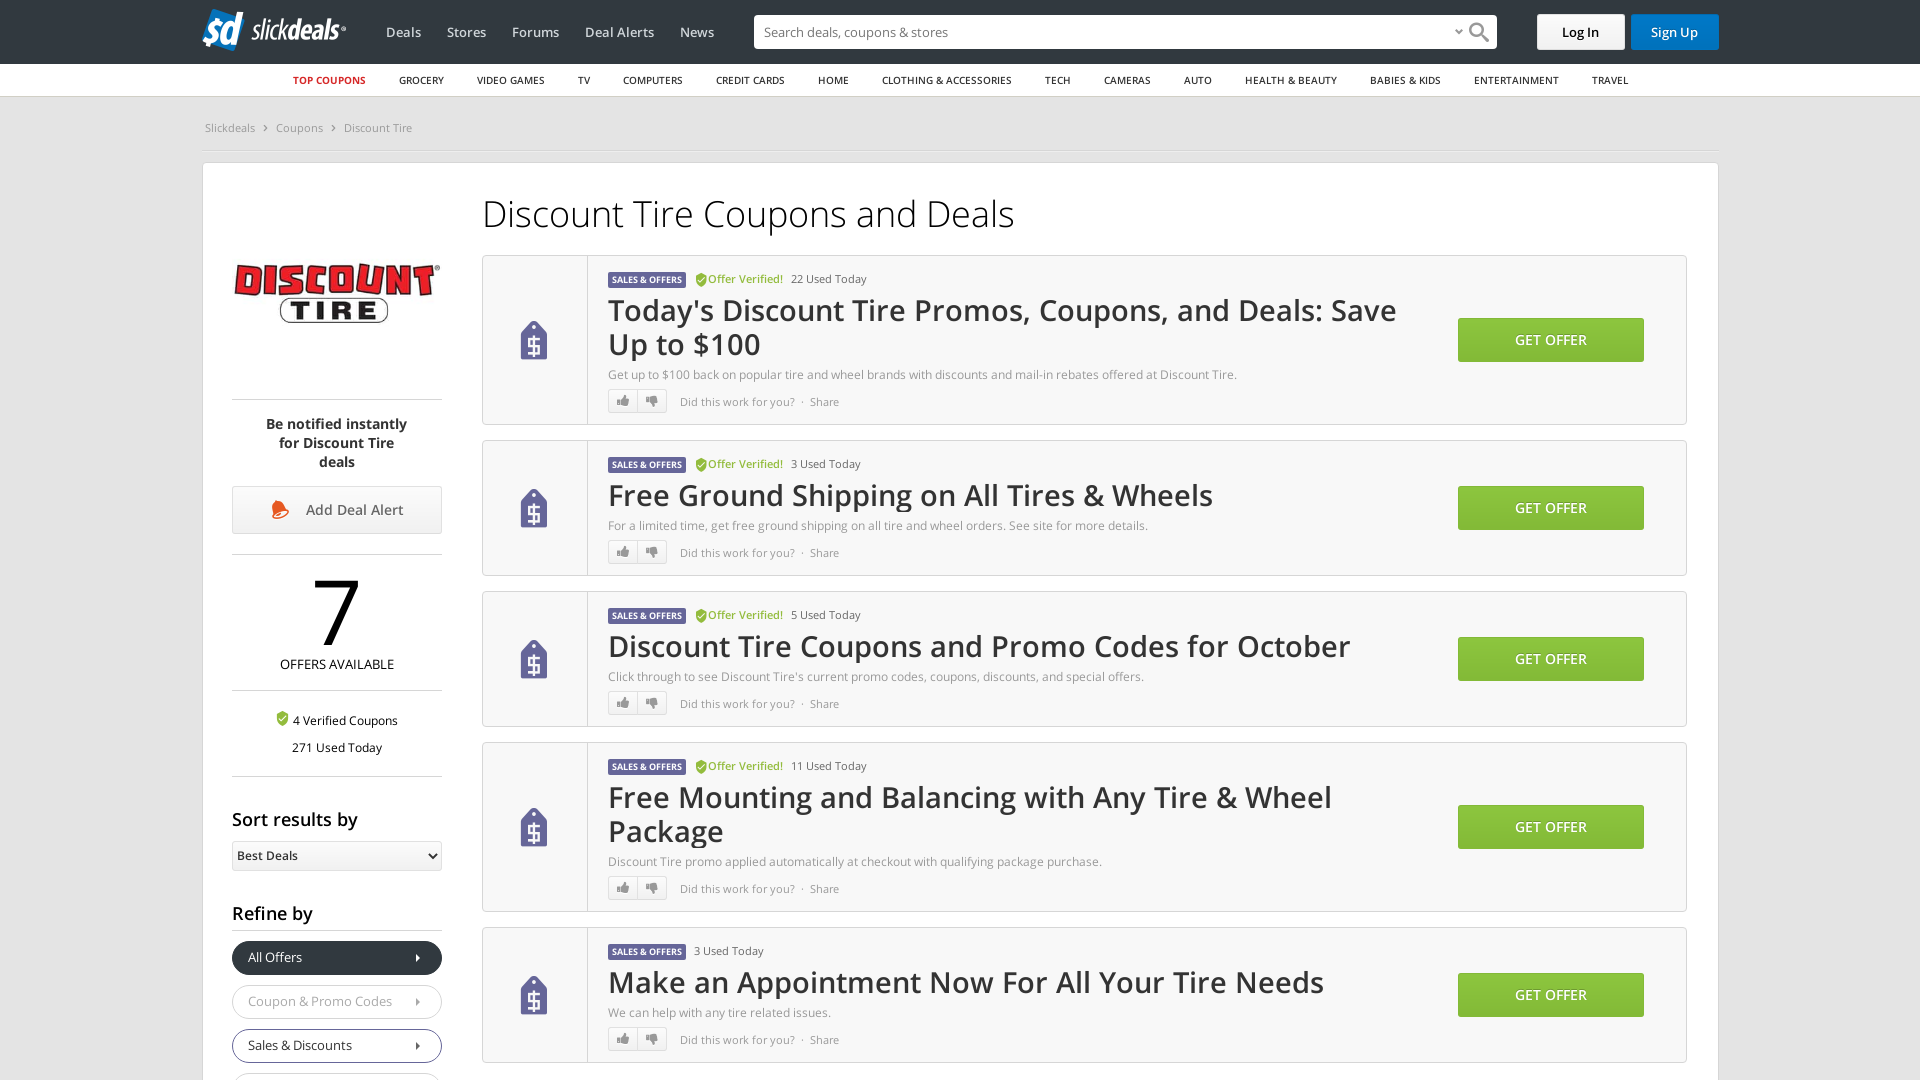 sd slickdeals
Deals Stores Forums Deal Alerts News
Search deals, coupons & stores
Log In Sign Up
TOP COUPONS GROCERY VIDEO GAMES TV COMPUTERS CREDIT CARDS HOME CLOTHING & ACCESSORIES TECH CAMERAS AUTO HEALTH & BEAUTY BABIES & KIDS ENTERTAINMENT TRAVEL
Slickdeals › Coupons › Discount Tire
DISCOUNT®
TIRE
Be notified instantly
for Discount Tire
deals
Add Deal Alert
7
OFFERS AVAILABLE
4 Verified Coupons
271 Used Today
Sort results by
Best Deals
Refine by
All Offers
Coupon & Promo Codes
Sales & Discounts
Discount Tire Coupons and Deals
SALES & OFFERS Offer Verified! 22 Used Today
Today's Discount Tire Promos, Coupons, and Deals: Save
Up to $100
Get up to $100 back on popular tire and wheel brands with discounts and mail-in rebates offered at Discount Tire.
Did this work for you? · Share
GET OFFER
SALES & OFFERS Offer Verified! 3 Used Today
Free Ground Shipping on All Tires & Wheels
For a limited time, get free ground shipping on all tire and wheel orders. See site for more details.
Did this work for you? · Share
GET OFFER
SALES & OFFERS Offer Verified! 5 Used Today
Discount Tire Coupons and Promo Codes for October
Click through to see Discount Tire's current promo codes, coupons, discounts, and special offers.
Did this work for you? · Share
GET OFFER
SALES & OFFERS Offer Verified! 11 Used Today
Free Mounting and Balancing with Any Tire & Wheel
Package
Discount Tire promo applied automatically at checkout with qualifying package purchase.
Did this work for you? · Share
GET OFFER
SALES & OFFERS 3 Used Today
Make an Appointment Now For All Your Tire Needs
We can help with any tire related issues.
Did this work for you? · Share
GET OFFER